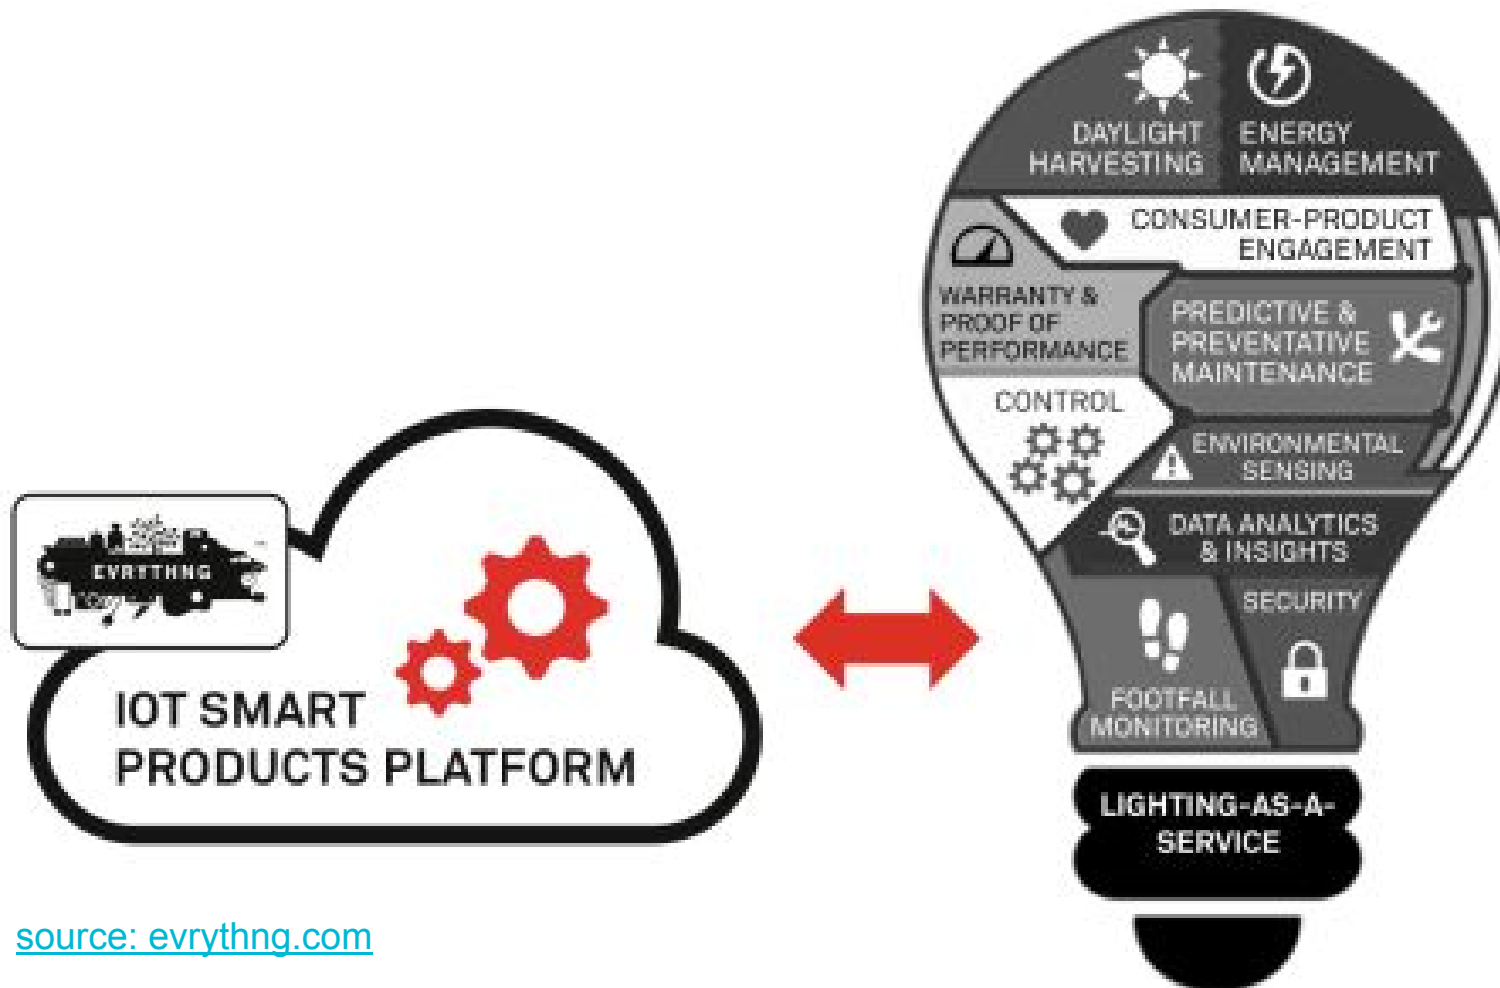 EVRYTHNG
IOT SMART
PRODUCTS PLATFORM
source: evrythng.com
DAYLIGHT
HARVESTING
ENERGY
MANAGEMENT
CONSUMER-PRODUCT
ENGAGEMENT
WARRANTY &
PROOF OF
PERFORMANCE
PREDICTIVE &
PREVENTATIVE
MAINTENANCE
CONTROL
ENVIRONMENTAL
SENSING
DATA ANALYTICS
& INSIGHTS
FOOTFALL
MONITORING
SECURITY
LIGHTING-AS-A-
SERVICE